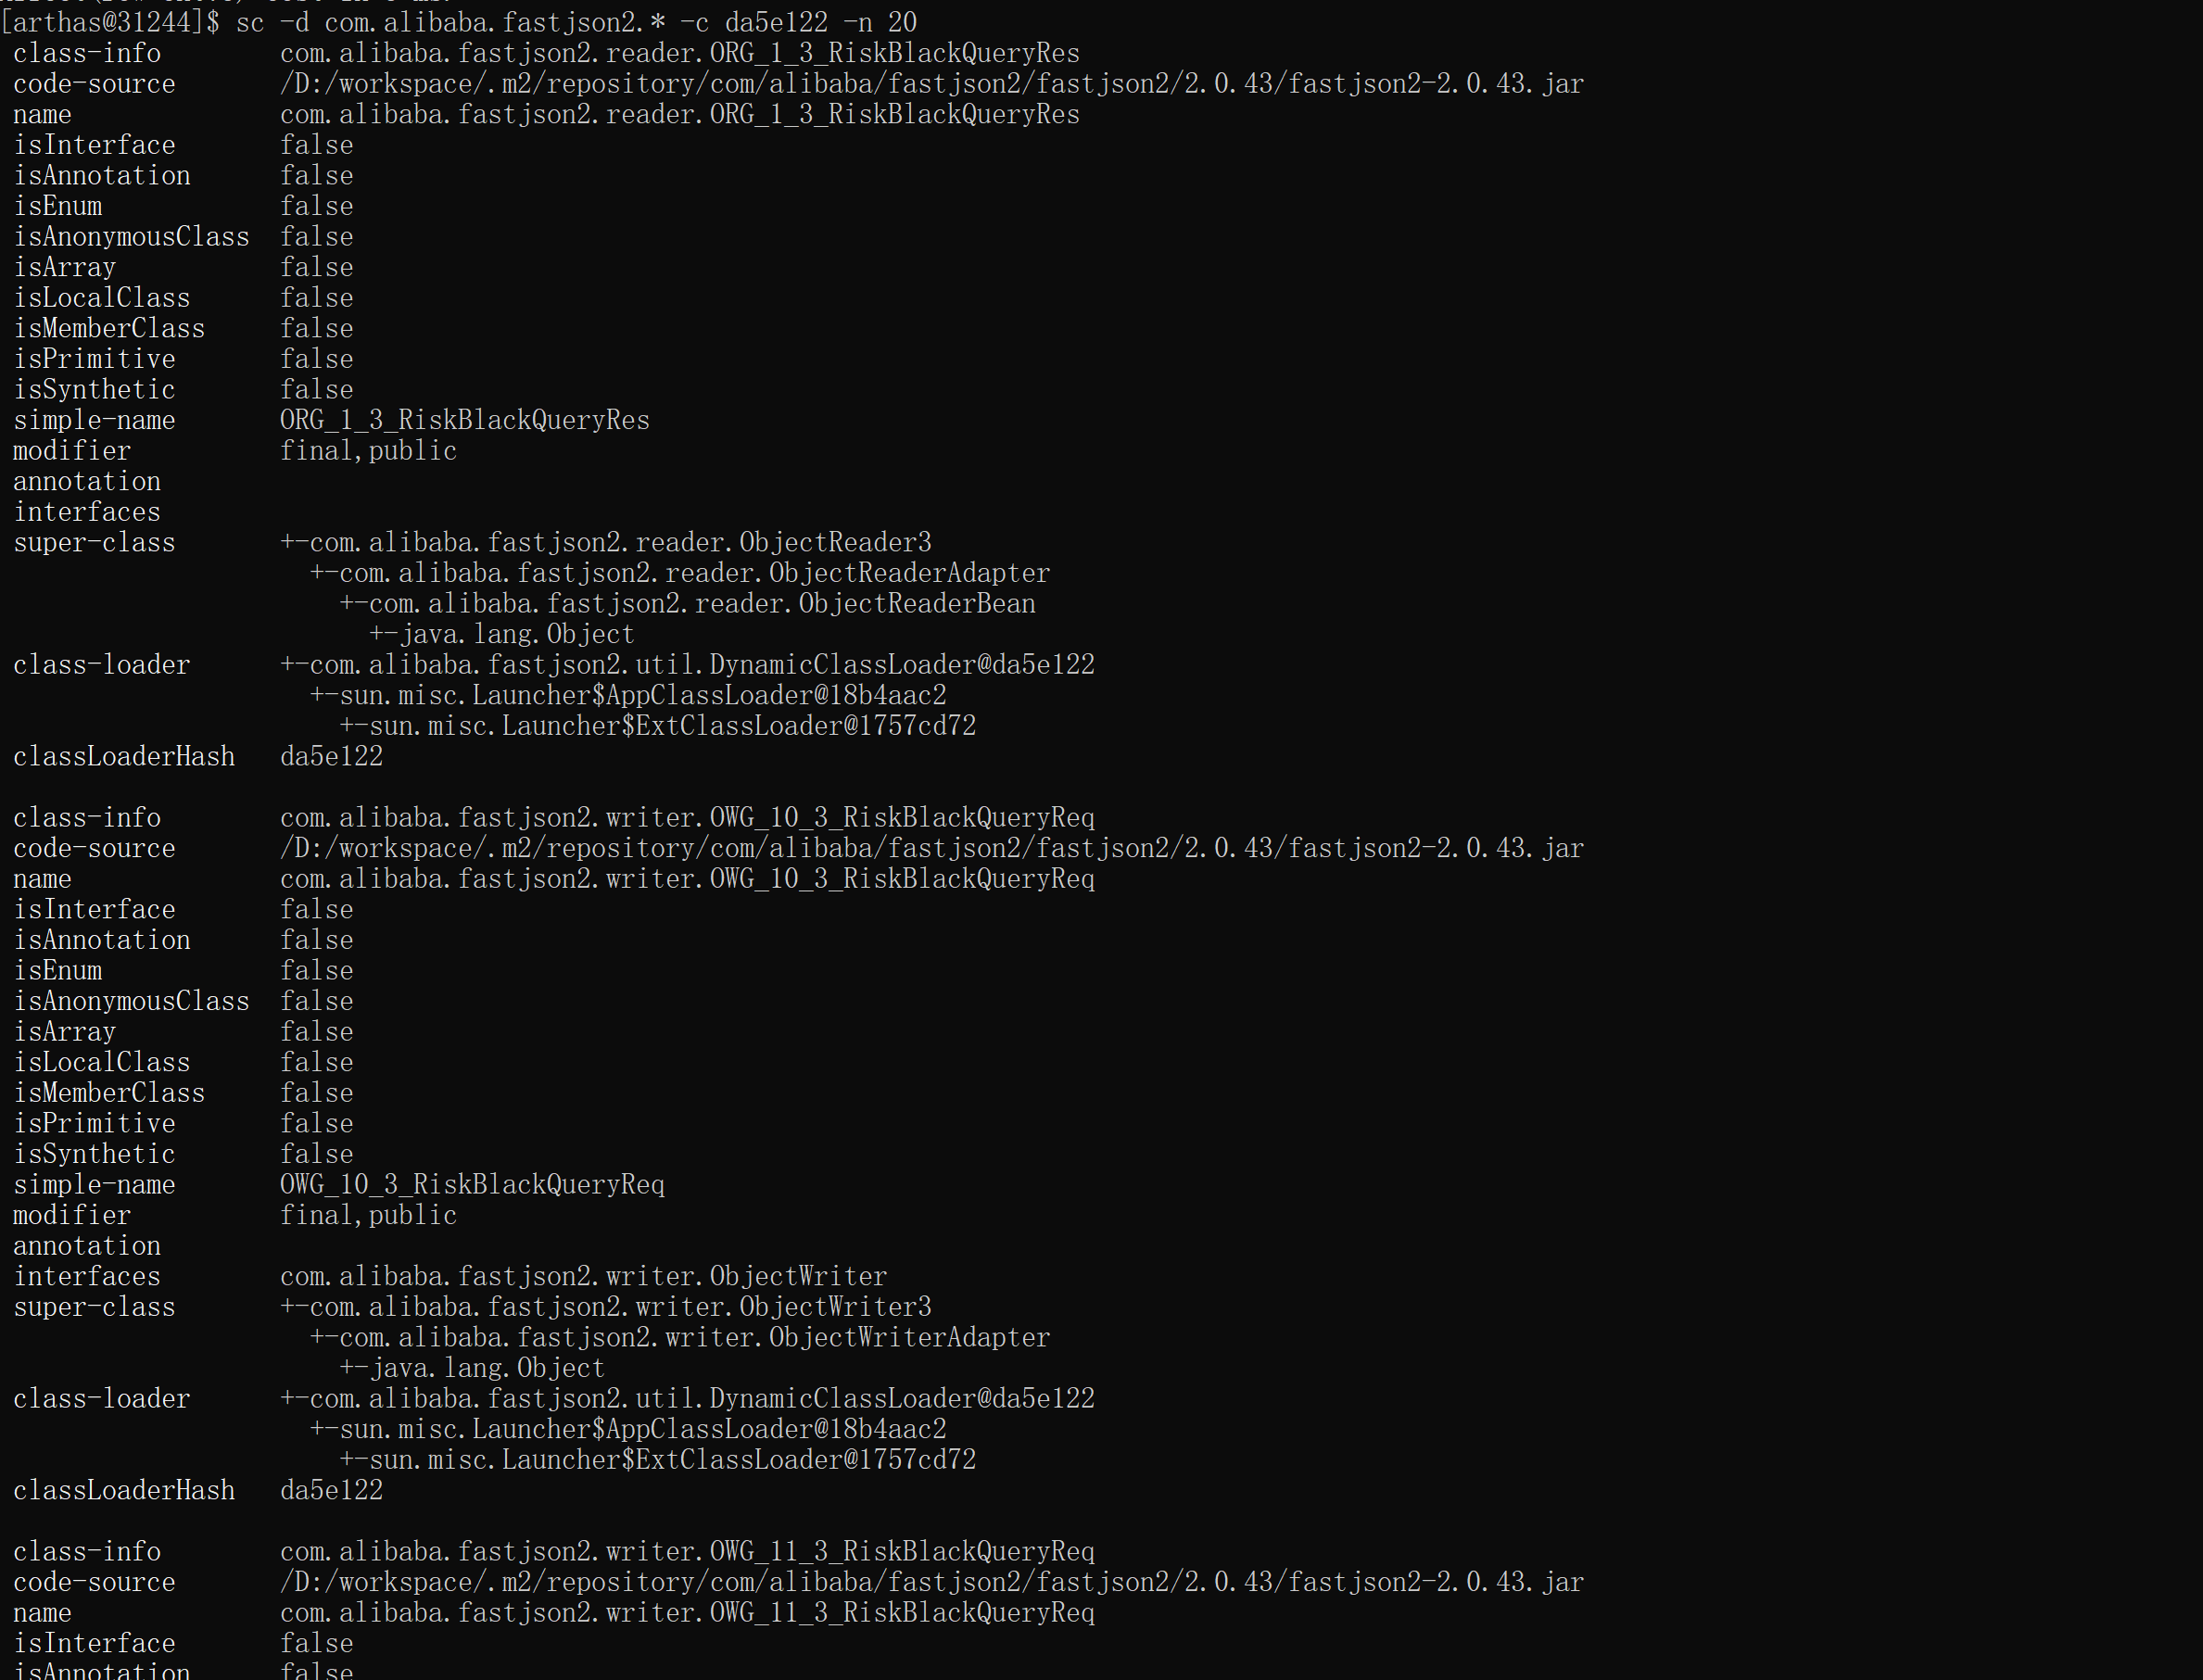 [arthas@31244]$ sc -d com.alibaba.fastjson2.* -c da5e122 -n 20
class-info com.alibaba.fastjson2.reader.ORG_1_3_RiskBlackQueryRes
code-source /D:/workspace/.m2/repository/com/alibaba/fastjson2/fastjson2/2.0.43/fastjson2-2.0.43.jar
name com.alibaba.fastjson2.reader.ORG_1_3_RiskBlackQueryRes
isInterface false
isAnnotation false
isEnum false
isAnonymousClass false
isArray false
isLocalClass false
isMemberClass false
isPrimitive false
isSynthetic false
simple-name ORG_1_3_RiskBlackQueryRes
modifier final,public
annotation
interfaces
super-class +-com.alibaba.fastjson2.reader.ObjectReader3
+-com.alibaba.fastjson2.reader.ObjectReaderAdapter
+-com.alibaba.fastjson2.reader.ObjectReaderBean
+-java.lang.Object
class-loader +-com.alibaba.fastjson2.util.DynamicClassLoader@da5e122
+-sun.misc.Launcher$AppClassLoader@18b4aac2
+-sun.misc.Launcher$ExtClassLoader@1757cd72
classLoaderHash da5e122
class-info com.alibaba.fastjson2.writer.OWG_10_3_RiskBlackQueryReq
code-source /D:/workspace/.m2/repository/com/alibaba/fastjson2/fastjson2/2.0.43/fastjson2-2.0.43.jar
name com.alibaba.fastjson2.writer.OWG_10_3_RiskBlackQueryReq
isInterface false
isAnnotation false
isEnum false
isAnonymousClass false
isArray false
isLocalClass false
isMemberClass false
isPrimitive false
isSynthetic false
simple-name OWG_10_3_RiskBlackQueryReq
modifier final,public
annotation
interfaces com.alibaba.fastjson2.writer.ObjectWriter
super-class +-com.alibaba.fastjson2.writer.ObjectWriter3
+-com.alibaba.fastjson2.writer.ObjectWriterAdapter
+-java.lang.Object
class-loader +-com.alibaba.fastjson2.util.DynamicClassLoader@da5e122
+-sun.misc.Launcher$AppClassLoader@18b4aac2
+-sun.misc.Launcher$ExtClassLoader@1757cd72
classLoaderHash da5e122
class-info com.alibaba.fastjson2.writer.OWG_11_3_RiskBlackQueryReq
code-source /D:/workspace/.m2/repository/com/alibaba/fastjson2/fastjson2/2.0.43/fastjson2-2.0.43.jar
name com.alibaba.fastjson2.writer.OWG_11_3_RiskBlackQueryReq
isInterface false
isAnnotation false